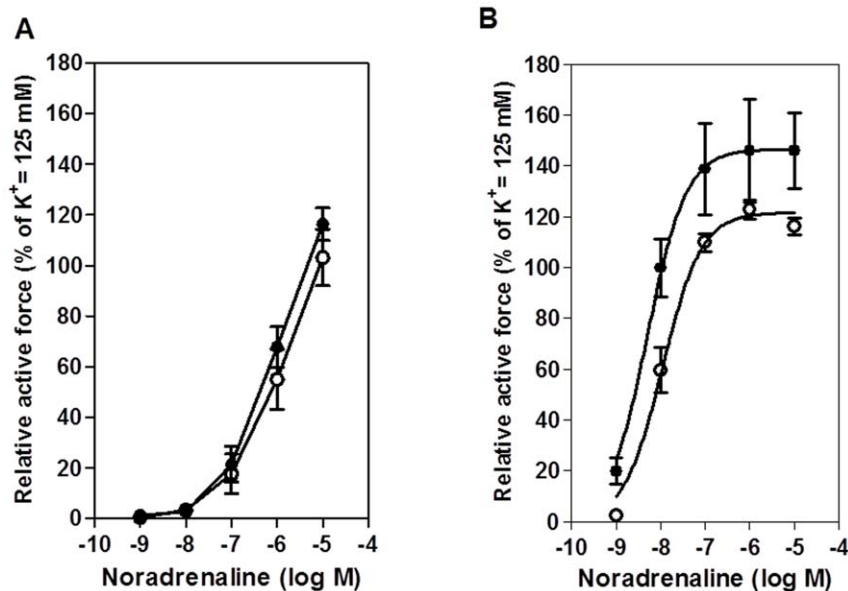 A
Relative active force (% of K+ = 125 mM)
180
160
140
120
100
80
60
40
20
0
-10 -9 -8 -7 -6 -5 -4
Noradrenaline (log M)
B
Relative active force (% of K+ = 125 mM)
180
160
140
120
100
80
60
40
20
0
-10 -9 -8 -7 -6 -5 -4
Noradrenaline (log M)